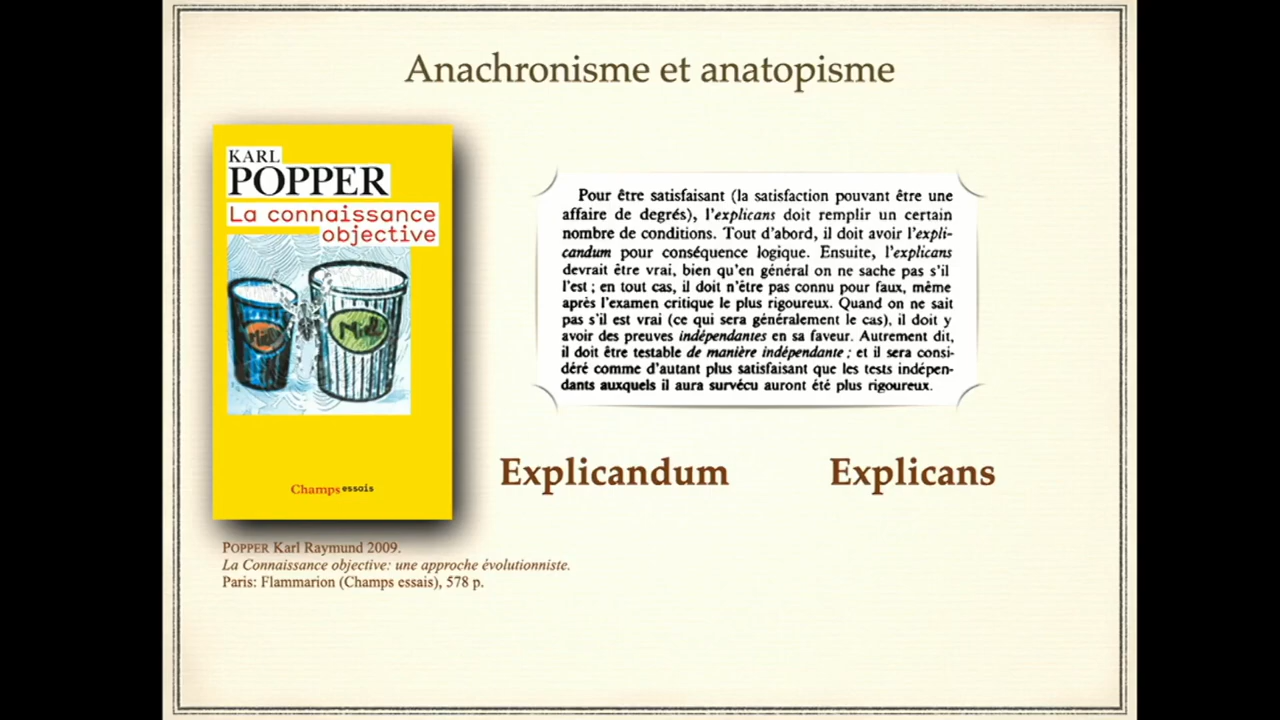 Anachronisme et anatopisme
KARL
POPPER
La connaissance
objective
Miel
Miel
Champs essais
Pour être satisfaisant (la satisfaction pouvant être une
affaire de degrés), l'explicans doit remplir un certain
nombre de conditions. Tout d'abord, il doit avoir l'expli-
candum pour conséquence logique. Ensuite, l'explicans
devrait être vrai, bien qu'en général on ne sache pas s'il
l'est ; en tout cas, il doit n'être pas connu pour faux, même
après l'examen critique le plus rigoureux. Quand on ne sait
pas s'il est vrai (ce qui sera généralement le cas), il doit y
avoir des preuves indépendantes en sa faveur. Autrement dit,
il doit être testable de manière indépendante ; et il sera consi-
déré comme d'autant plus satisfaisant que les tests indépen-
dants auxquels il aura survécu auront été plus rigoureux.
Explicandum Explicans
POPPER Karl Raymund 2009.
La Connaissance objective: une approche évolutionniste.
Paris: Flammarion (Champs essais), 578 p.